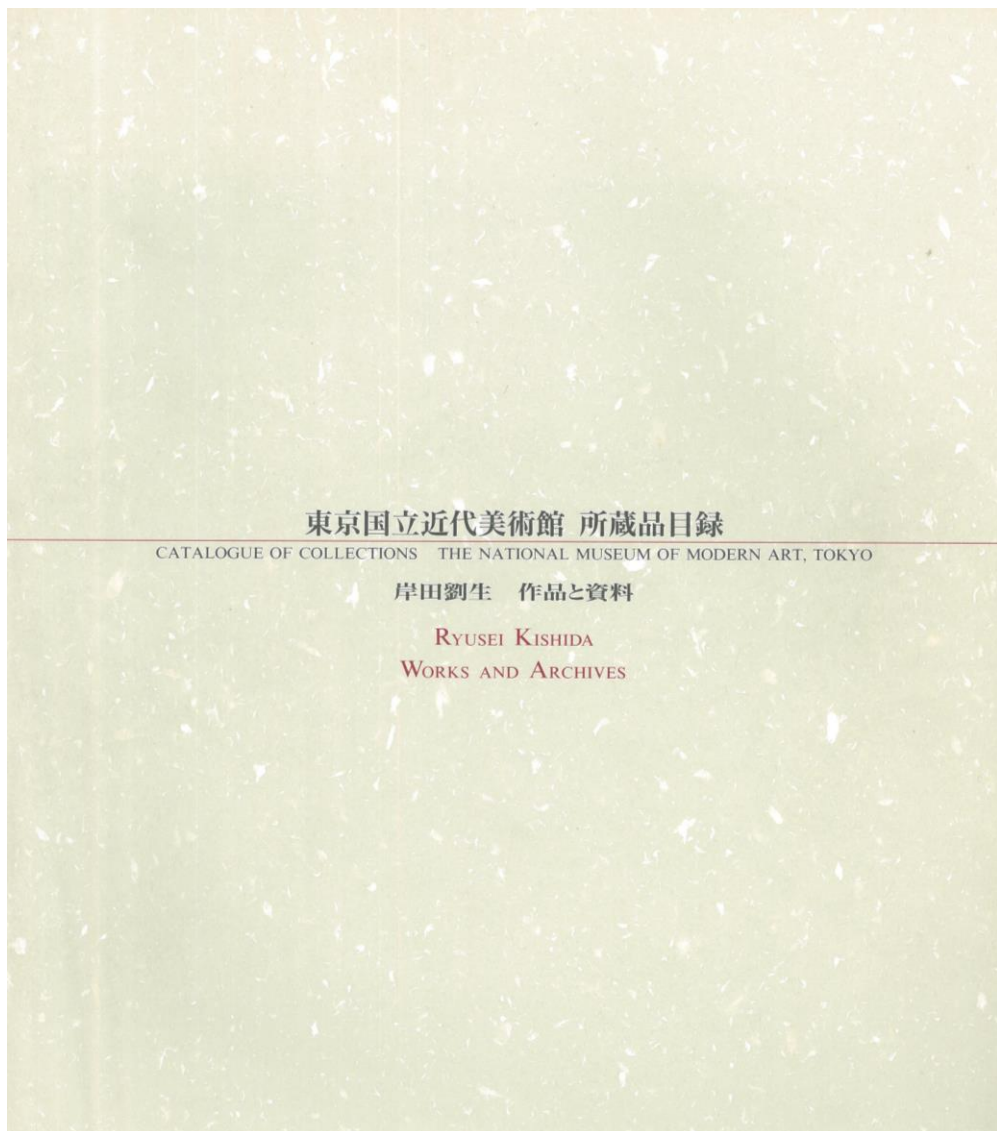 東京国立近代美術館 所蔵品目録
CATALOGUE OF COLLECTIONS THE NATIONAL MUSEUM OF MODERN ART, TOKYO
岸田劉生 作品と資料
RYUSEI KISHIDA
WORKS AND ARCHIVES